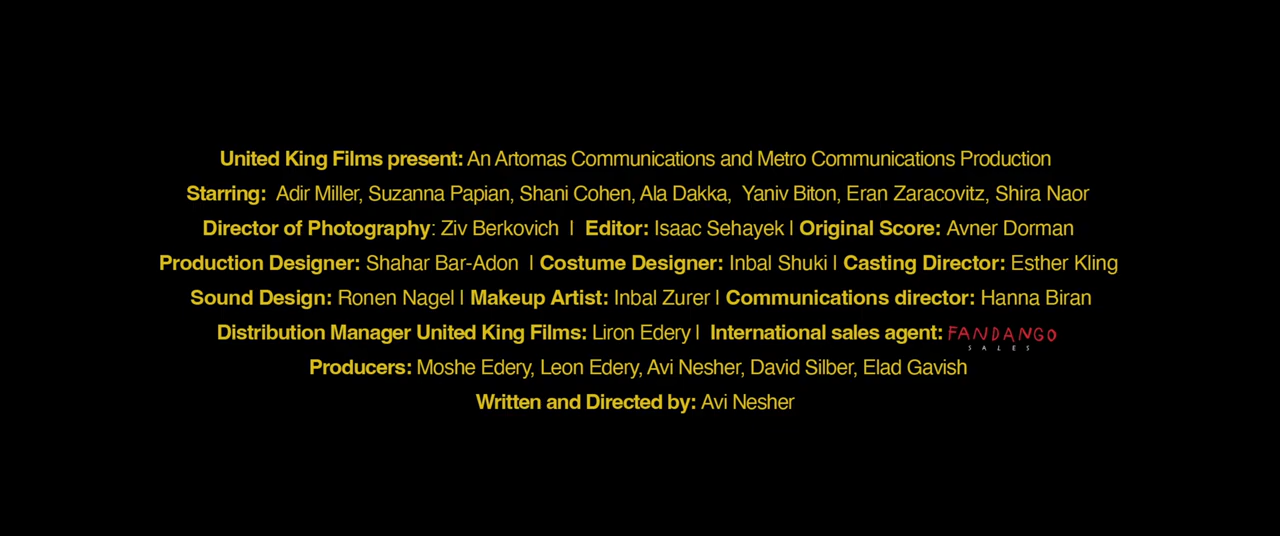 United King Films present: An Artomas Communications and Metro Communications Production
Starring: Adir Miller, Suzanna Papian, Shani Cohen, Ala Dakka, Yaniv Biton, Eran Zaracovitz, Shira Naor
Director of Photography: Ziv Berkovich | Editor: Isaac Sehayek | Original Score: Avner Dorman
Production Designer: Shahar Bar-Adon | Costume Designer: Inbal Shuki | Casting Director: Esther Kling
Sound Design: Ronen Nagel | Makeup Artist: Inbal Zurer | Communications director: Hanna Biran
Distribution Manager United King Films: Liron Edery | International sales agent: FANDANGO
SALES
Producers: Moshe Edery, Leon Edery, Avi Nesher, David Silber, Elad Gavish
Written and Directed by: Avi Nesher